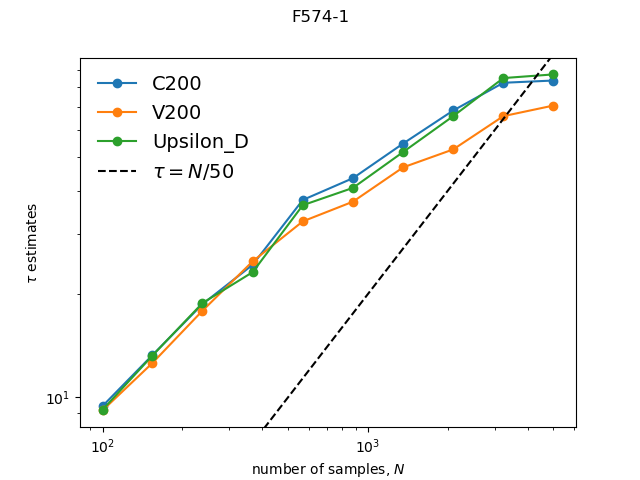 F574-1
C200
V200
Upsilon_D
τ = N/50
τ estimates
10¹
10² 10³
number of samples, N